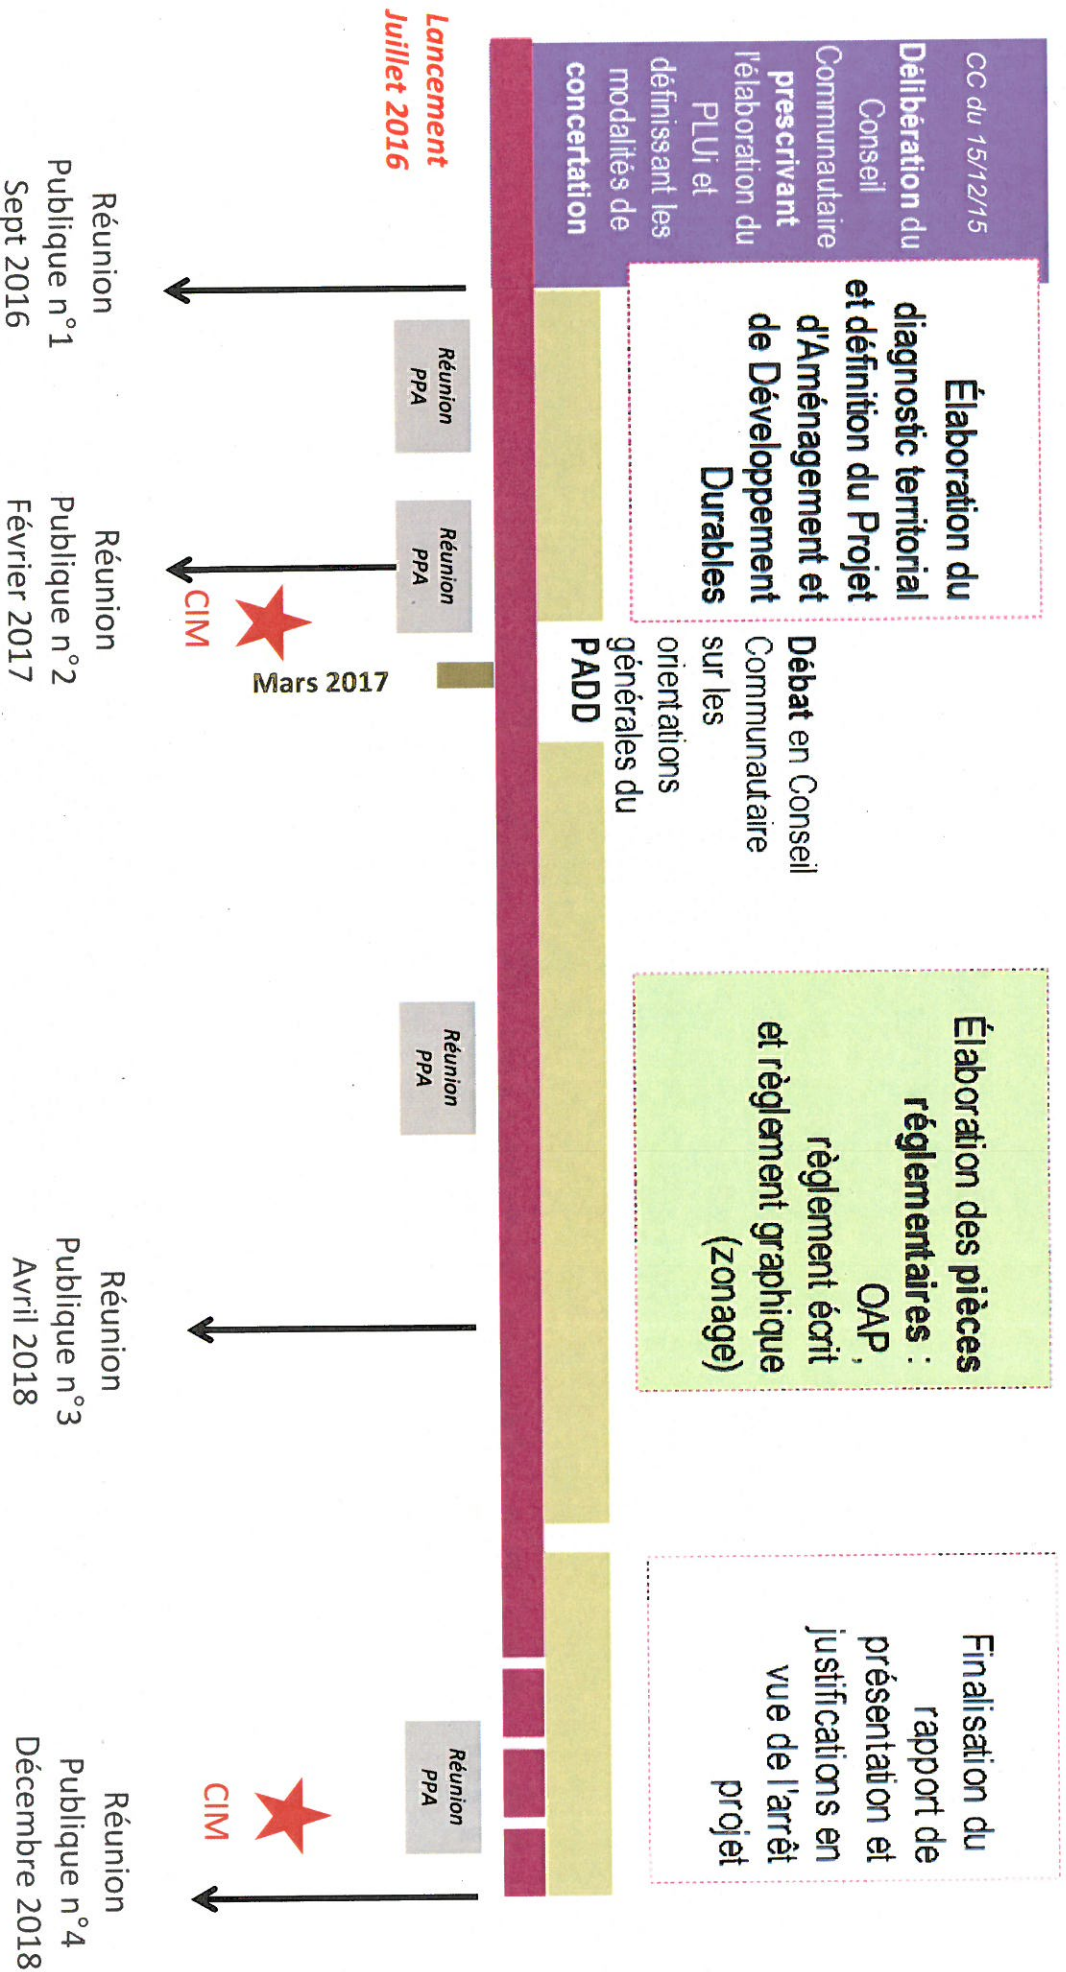 CC du 15/12/15
Délibération du
Conseil
Communautaire
prescrivant
l'élaboration du
PLUi et
définissant les
modalités de
concertation
Élaboration du
diagnostic territorial
et définition du Projet
d'Aménagement et
de Développement
Durables
Débat en Conseil
Communautaire
sur les
orientations
générales du
PADD
Élaboration des pièces
réglementaires :
OAP,
règlement écrit
et règlement graphique
(zonage)
Finalisation du
rapport de
présentation et
justifications en
vue de l'arrêt
projet
Lancement
Juillet 2016
Réunion
PPA
Réunion
PPA
Mars 2017
Réunion
PPA
Réunion
PPA
CIM
CIM
Réunion
Publique n°1
Sept 2016
Réunion
Publique n°2
Février 2017
Réunion
Publique n°3
Avril 2018
Réunion
Publique n°4
Décembre 2018